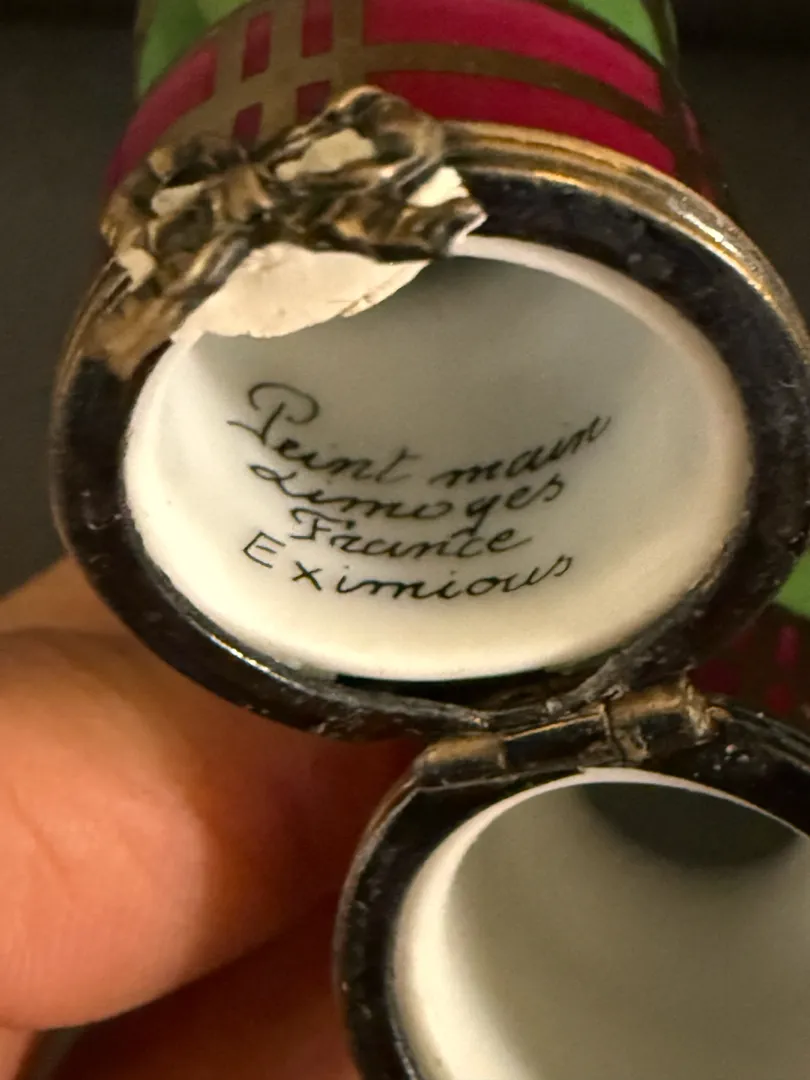 Peint main
Limoges
France
Eximious